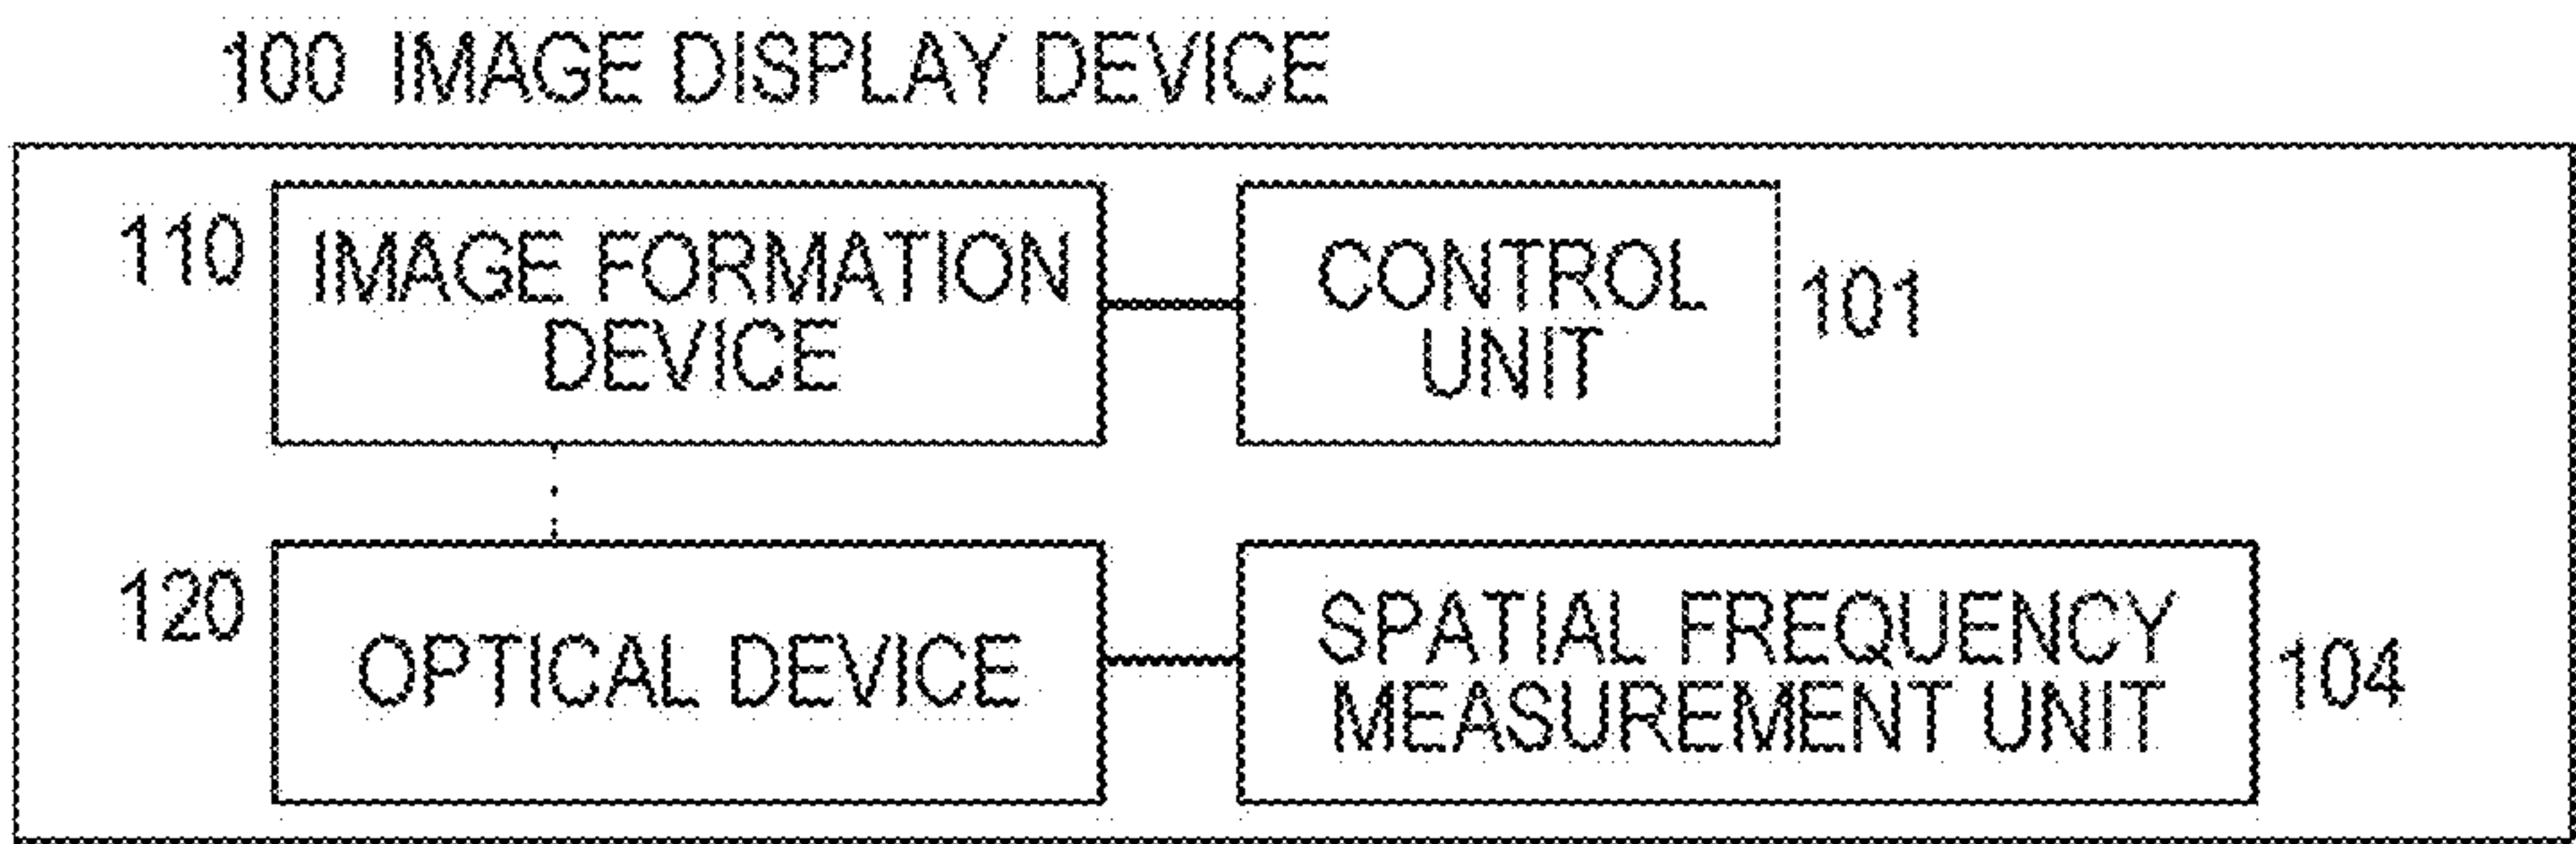 100 IMAGE DISPLAY DEVICE
110
IMAGE FORMATION
DEVICE
CONTROL
UNIT
101
120
OPTICAL DEVICE
SPATIAL FREQUENCY
MEASUREMENT UNIT
104